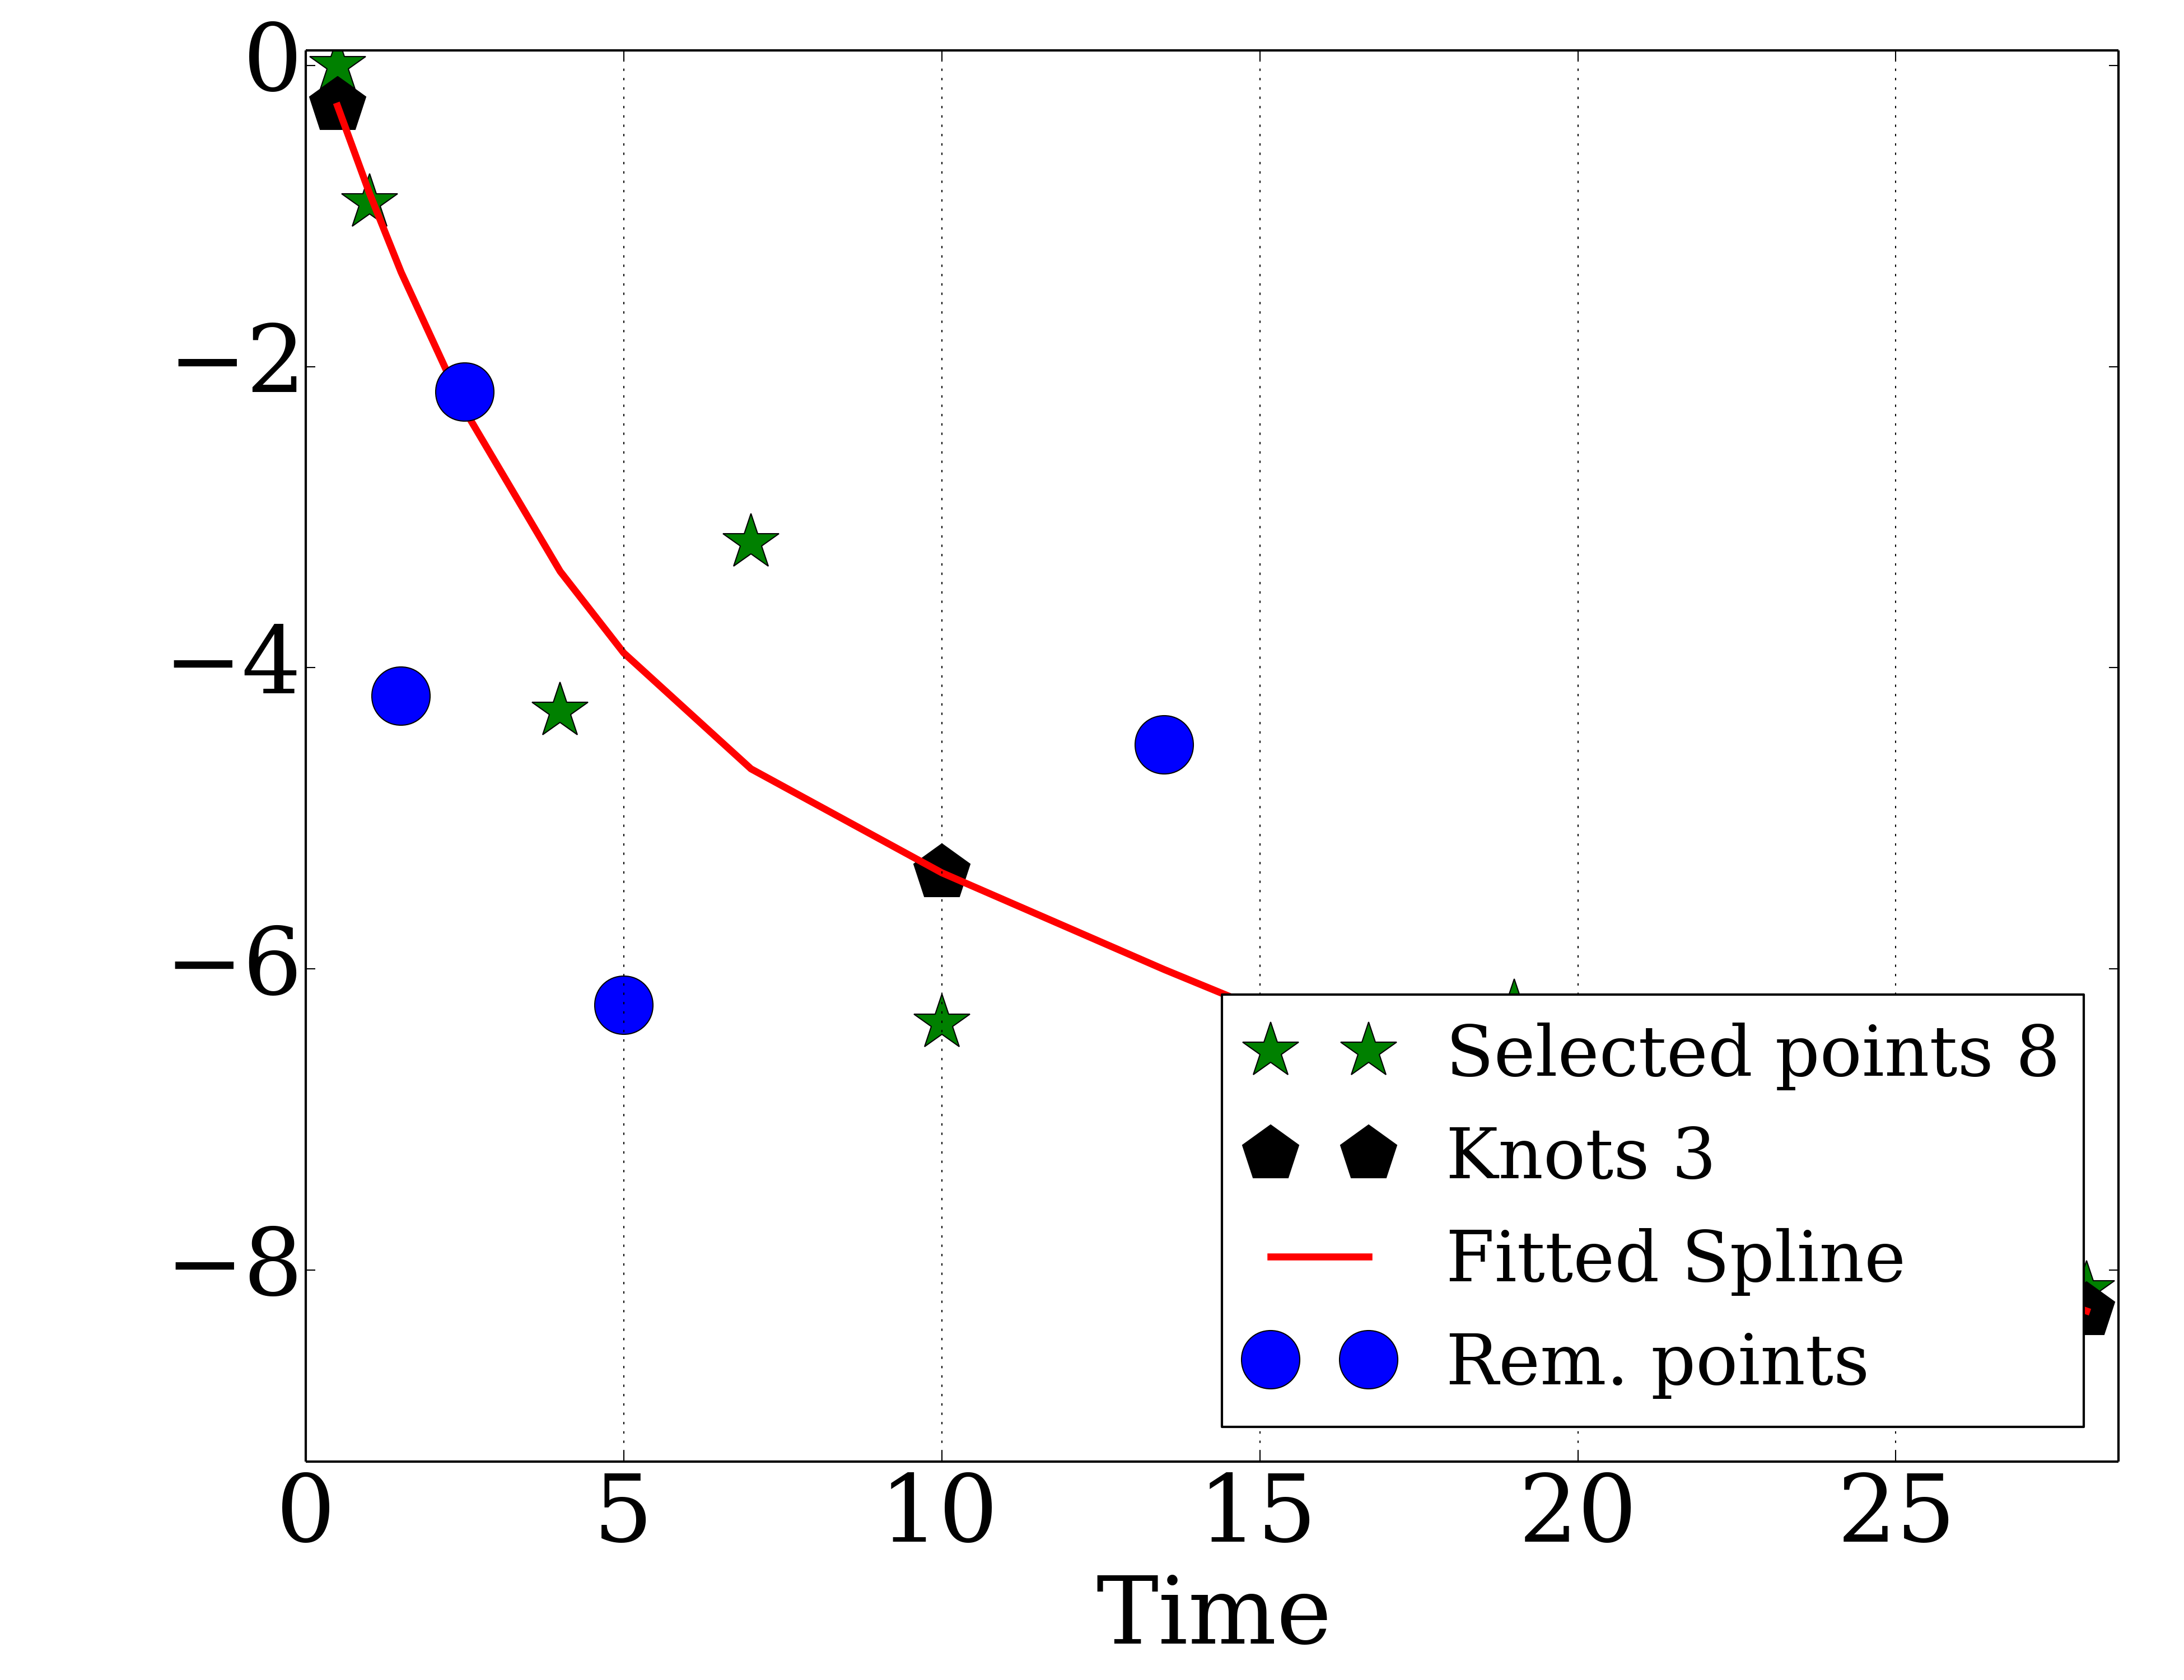 0
−2
−4
−6
−8
Selected points 8
Knots 3
Fitted Spline
Rem. points
0 5 10 15 20 25
Time